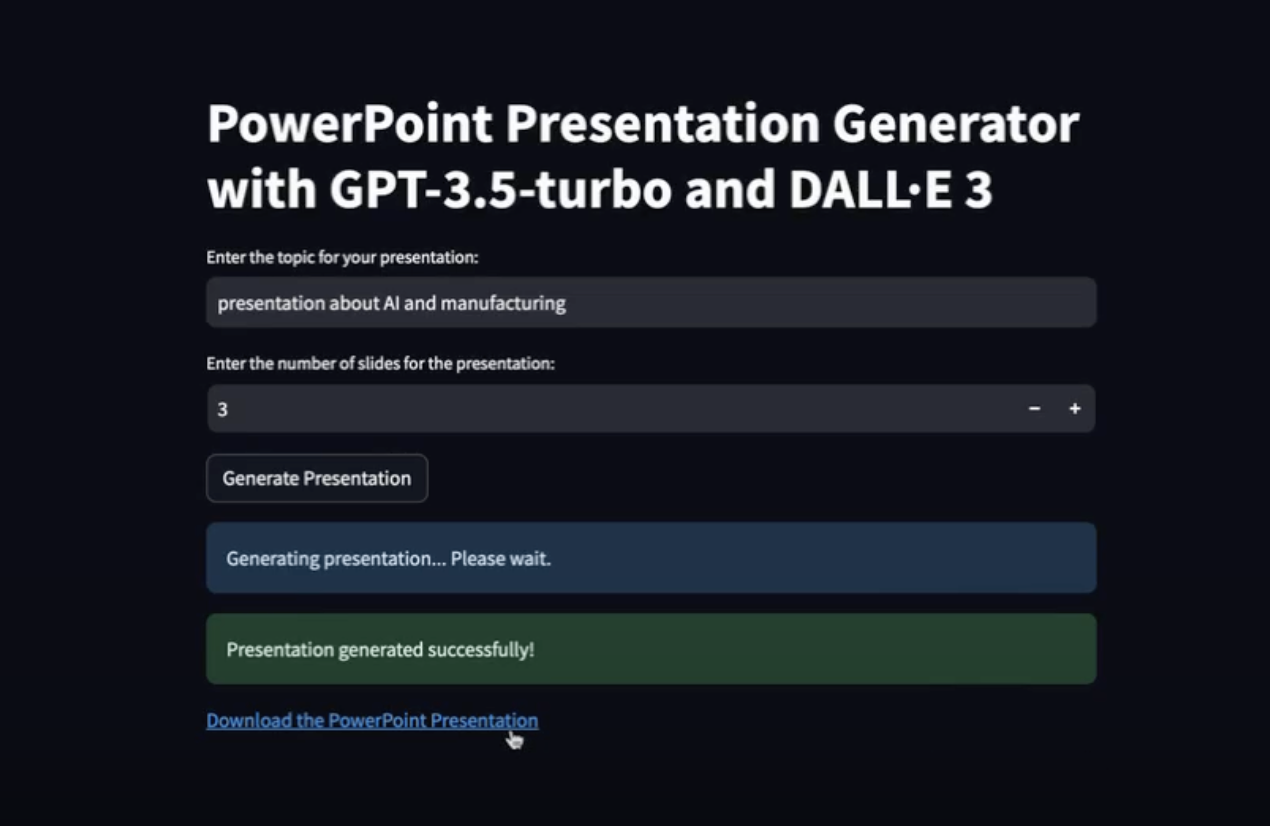 PowerPoint Presentation Generator
with GPT-3.5-turbo and DALL·E 3
Enter the topic for your presentation:
presentation about AI and manufacturing
Enter the number of slides for the presentation:
3 − +
Generate Presentation
Generating presentation... Please wait.
Presentation generated successfully!
Download the PowerPoint Presentation